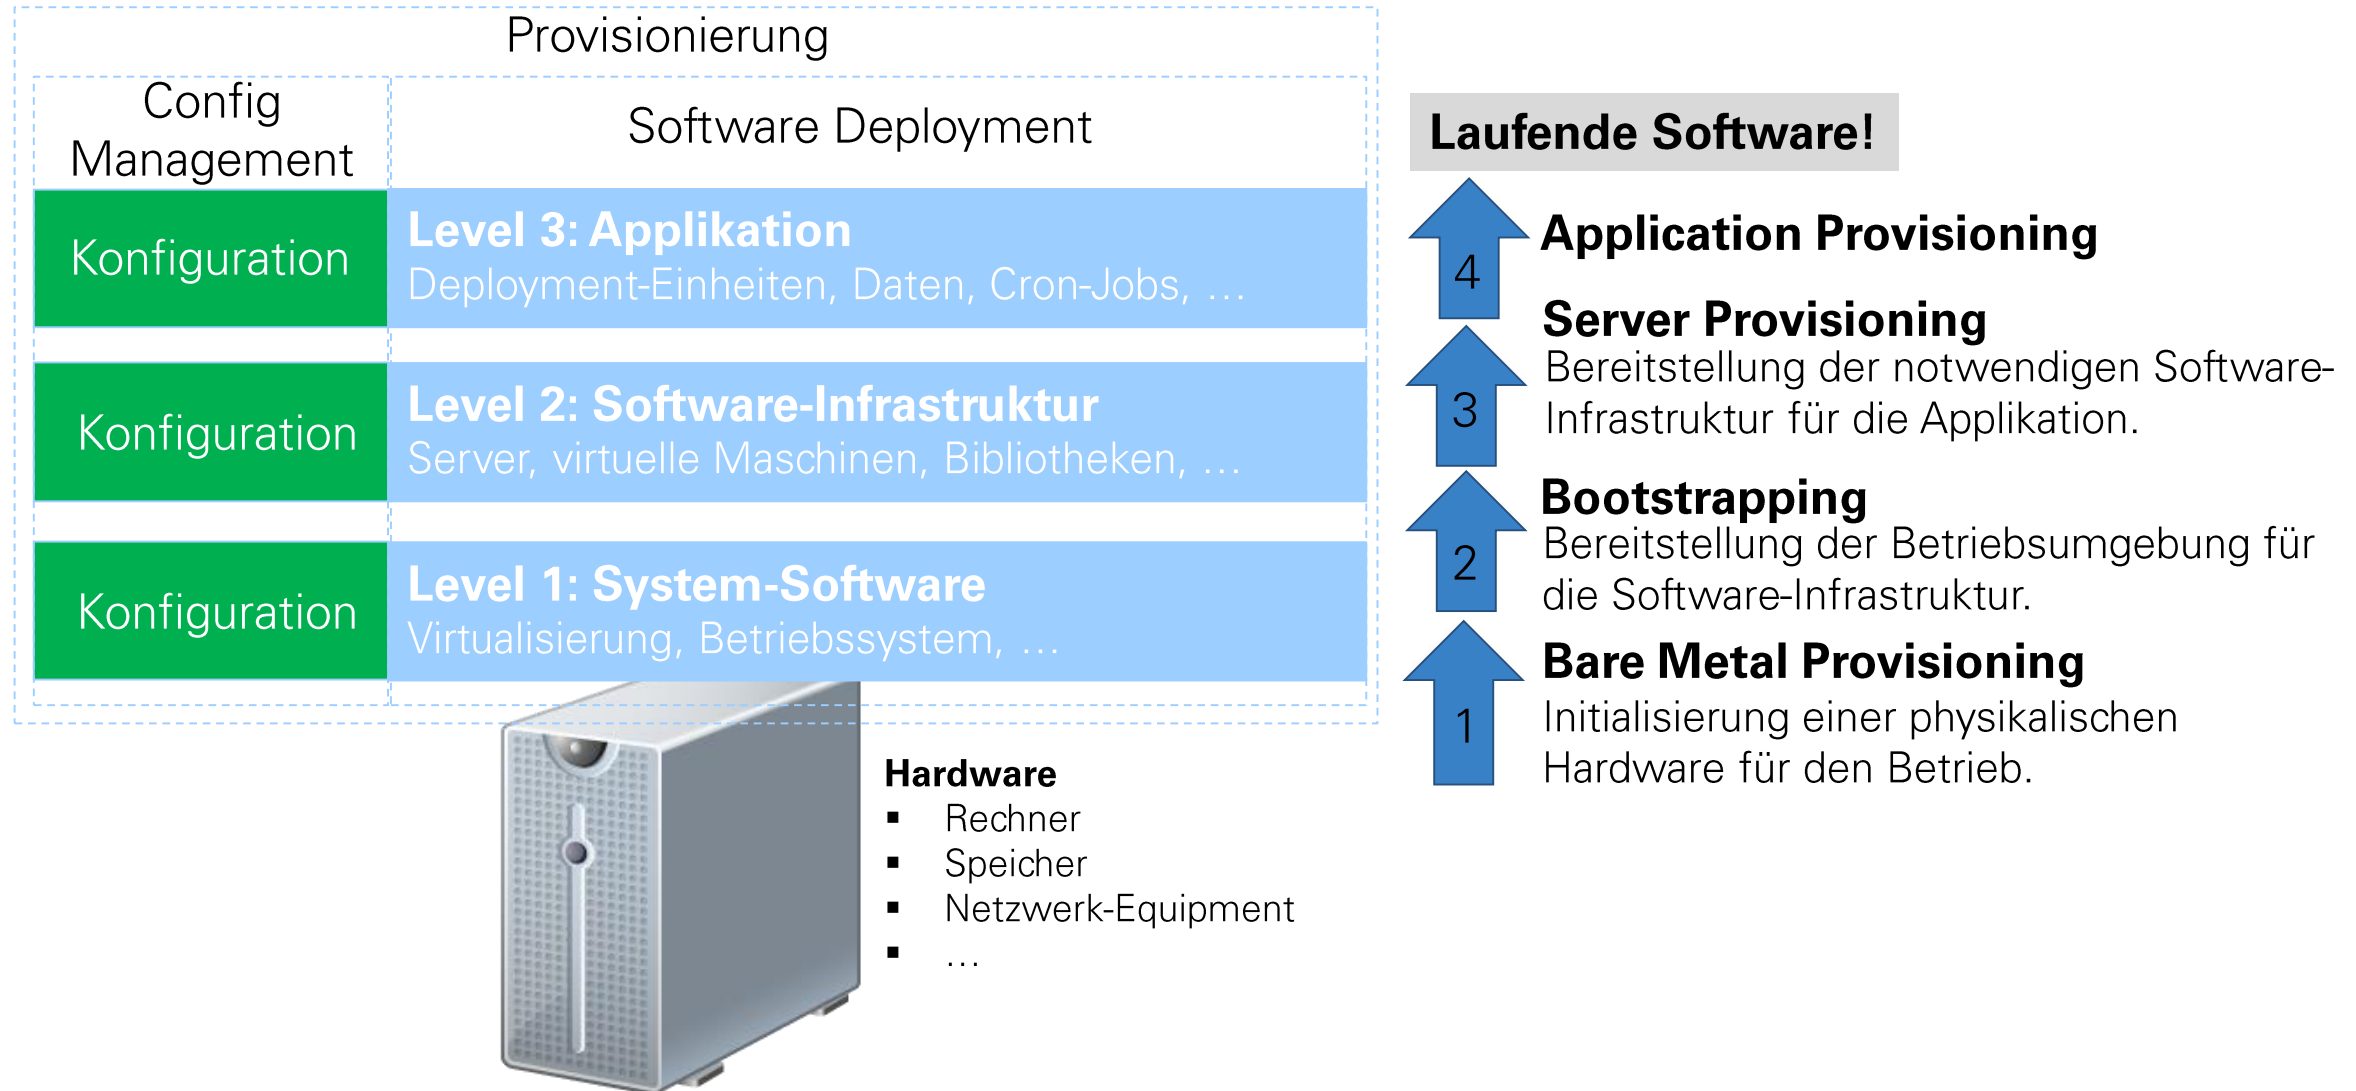 Provisionierung
Config
Management
Software Deployment
Konfiguration
Level 3: Applikation
Deployment-Einheiten, Daten, Cron-Jobs, …
Konfiguration
Level 2: Software-Infrastruktur
Server, virtuelle Maschinen, Bibliotheken, …
Konfiguration
Level 1: System-Software
Virtualisierung, Betriebssystem, …
Hardware
▪ Rechner
▪ Speicher
▪ Netzwerk-Equipment
▪ …
Laufende Software!
4
Application Provisioning
3
Server Provisioning
Bereitstellung der notwendigen Software-
Infrastruktur für die Applikation.
2
Bootstrapping
Bereitstellung der Betriebsumgebung für
die Software-Infrastruktur.
1
Bare Metal Provisioning
Initialisierung einer physikalischen
Hardware für den Betrieb.